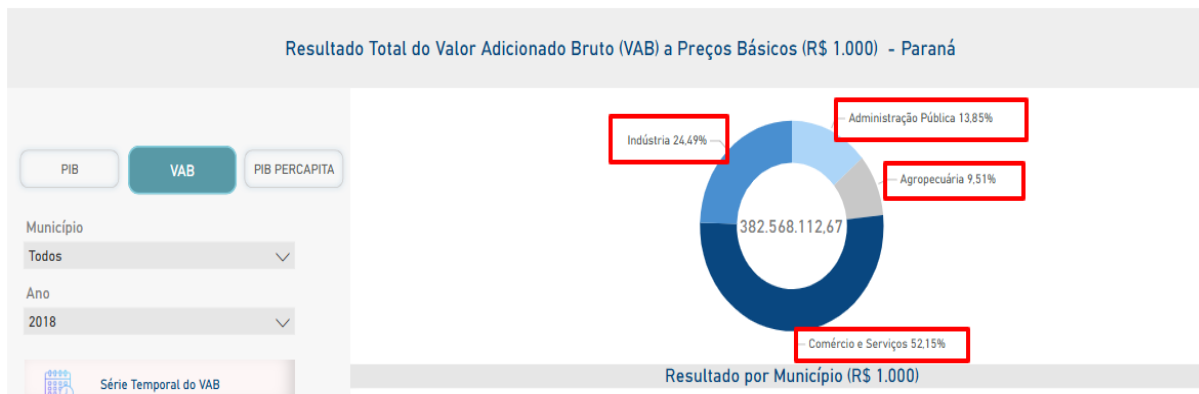 Resultado Total do Valor Adicionado Bruto (VAB) a Preços Básicos (R$ 1.000) - Paraná
PIB
VAB
PIB PERCAPITA
Município
Todos
Ano
2018
Série Temporal do VAB
Indústria 24,49%
Administração Pública 13,85%
Agropecuária 9,51%
382.568.112,67
Comércio e Serviços 52,15%
Resultado por Município (R$ 1.000)